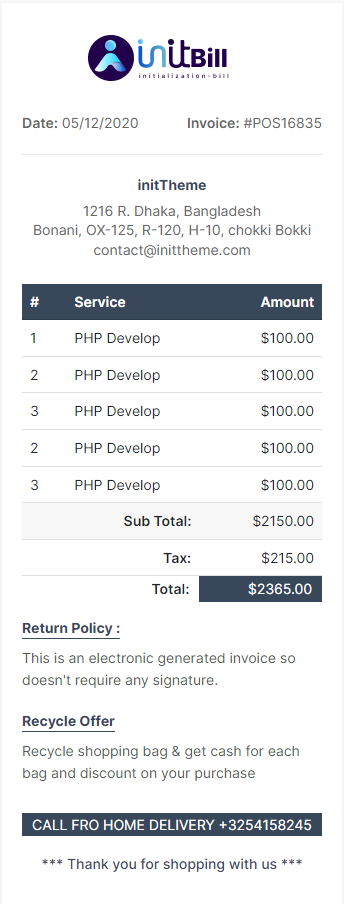 initBill
initialization-bill
Date: 05/12/2020 Invoice: #POS16835
initTheme
1216 R. Dhaka, Bangladesh
Bonani, OX-125, R-120, H-10, chokki Bokki
contact@inittheme.com
# Service Amount
1 PHP Develop $100.00
2 PHP Develop $100.00
3 PHP Develop $100.00
2 PHP Develop $100.00
3 PHP Develop $100.00
Sub Total: $2150.00
Tax: $215.00
Total: $2365.00
Return Policy :
This is an electronic generated invoice so
doesn't require any signature.
Recycle Offer
Recycle shopping bag & get cash for each
bag and discount on your purchase
CALL FRO HOME DELIVERY +3254158245
*** Thank you for shopping with us ***